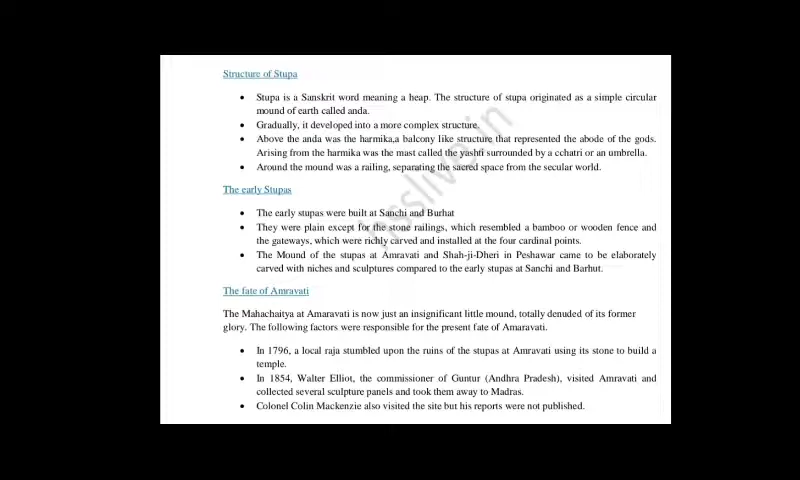 Structure of Stupa
• Stupa is a Sanskrit word meaning a heap. The structure of stupa originated as a simple circular
mound of earth called anda.
• Gradually, it developed into a more complex structure.
• Above the anda was the harmika,a balcony like structure that represented the abode of the gods.
Arising from the harmika was the mast called the yashti surrounded by a cchatri or an umbrella.
• Around the mound was a railing, separating the sacred space from the secular world.
The early Stupas
• The early stupas were built at Sanchi and Burhat
• They were plain except for the stone railings, which resembled a bamboo or wooden fence and
the gateways, which were richly carved and installed at the four cardinal points.
• The Mound of the stupas at Amravati and Shah-ji-Dheri in Peshawar came to be elaborately
carved with niches and sculptures compared to the early stupas at Sanchi and Barhut.
The fate of Amravati
The Mahachaitya at Amaravati is now just an insignificant little mound, totally denuded of its former
glory. The following factors were responsible for the present fate of Amaravati.
• In 1796, a local raja stumbled upon the ruins of the stupas at Amravati using its stone to build a
temple.
• In 1854, Walter Elliot, the commissioner of Guntur (Andhra Pradesh), visited Amravati and
collected several sculpture panels and took them away to Madras.
• Colonel Colin Mackenzie also visited the site but his reports were not published.
hsslive.in